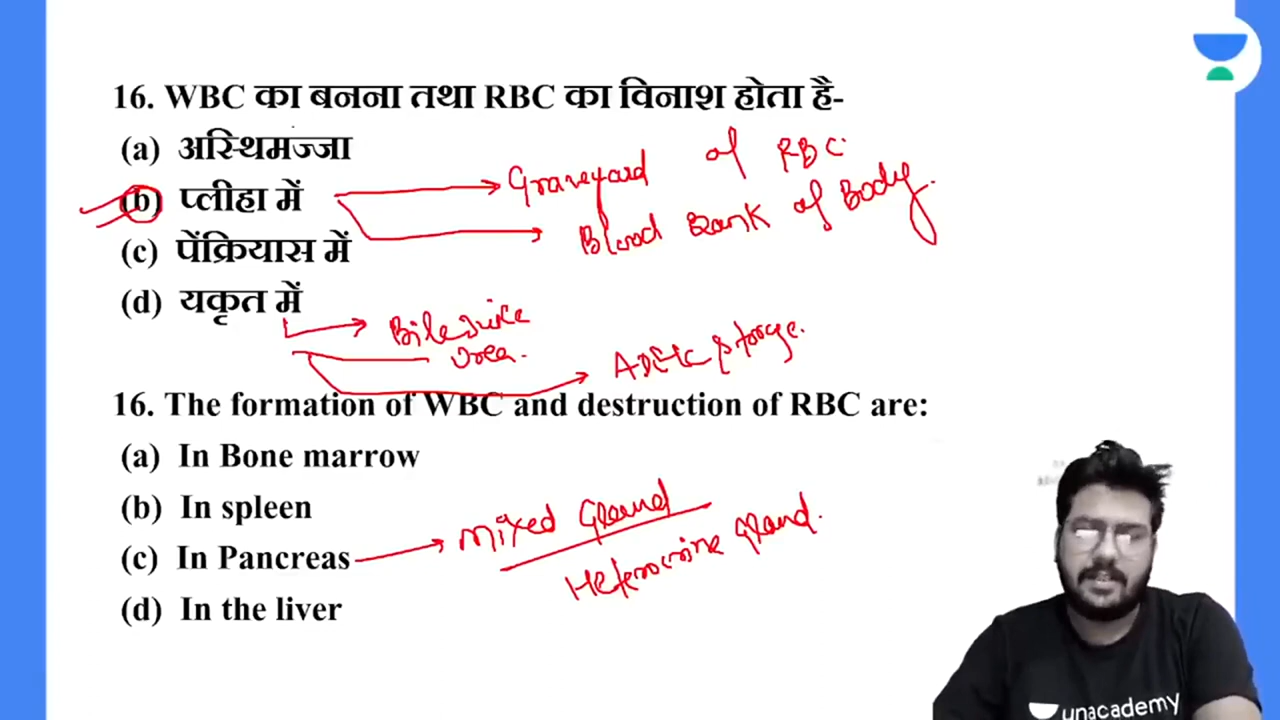 16. WBC का बनना तथा RBC का विनाश होता है-
(a) अस्थिमज्जा
(b) प्लीहा में
Graveyard of RBC
Blood Bank of Body.
(c) पेंक्रियास में
(d) यकृत में
Bile Juice
Urea.
ADEK storage.
16. The formation of WBC and destruction of RBC are:
(a) In Bone marrow
(b) In spleen
(c) In Pancreas
Mixed Gland
Heterocrine Gland.
(d) In the liver
unacademy